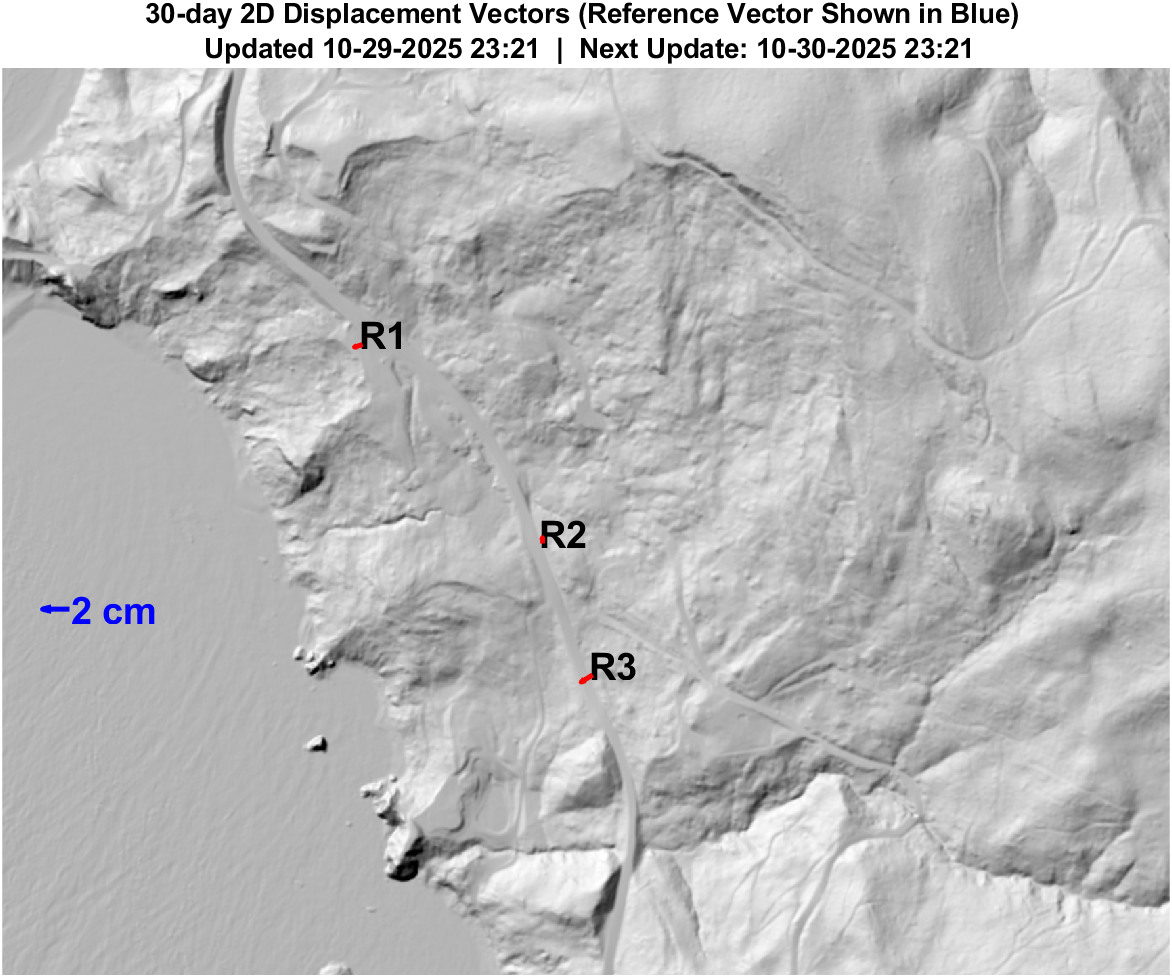 30-day 2D Displacement Vectors (Reference Vector Shown in Blue)
Updated 10-29-2025 23:21 | Next Update: 10-30-2025 23:21
R1
R2
2 cm
R3